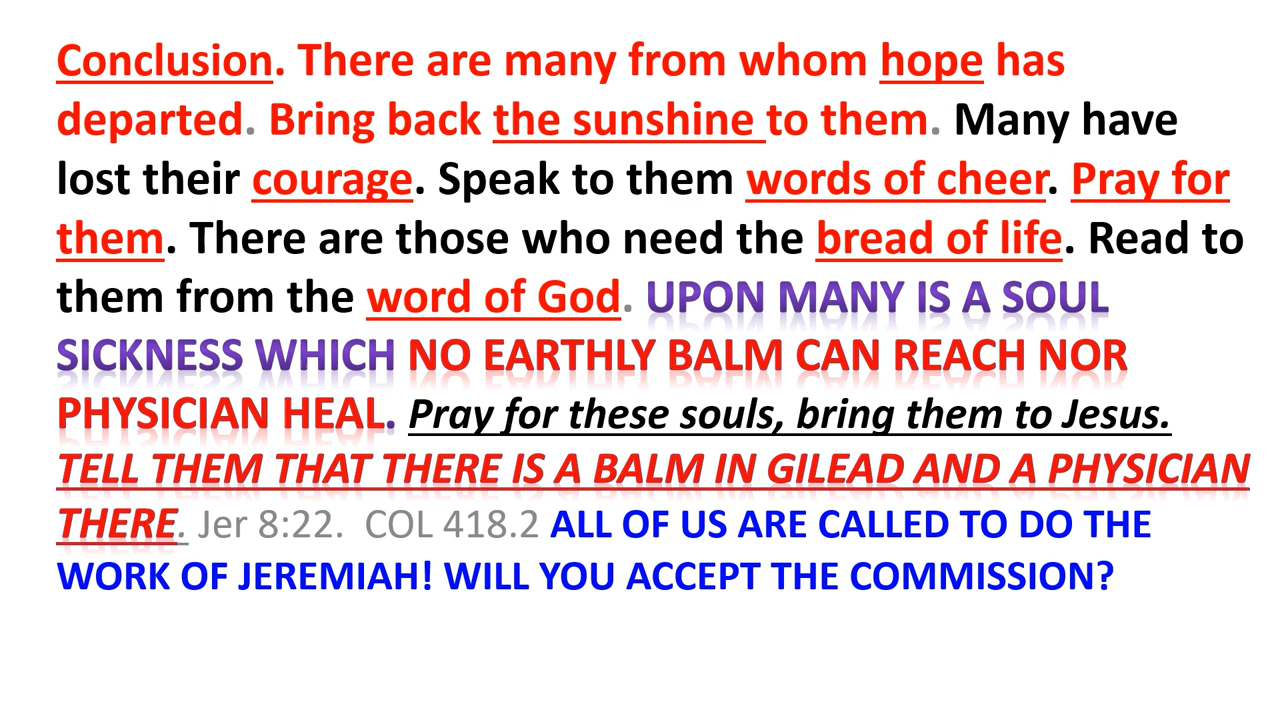 Conclusion. There are many from whom hope has
departed. Bring back the sunshine to them. Many have
lost their courage. Speak to them words of cheer. Pray for
them. There are those who need the bread of life. Read to
them from the word of God. UPON MANY IS A SOUL
SICKNESS WHICH NO EARTHLY BALM CAN REACH NOR
PHYSICIAN HEAL. Pray for these souls, bring them to Jesus.
TELL THEM THAT THERE IS A BALM IN GILEAD AND A PHYSICIAN
THERE. Jer 8:22.  COL 418.2 ALL OF US ARE CALLED TO DO THE
WORK OF JEREMIAH! WILL YOU ACCEPT THE COMMISSION?